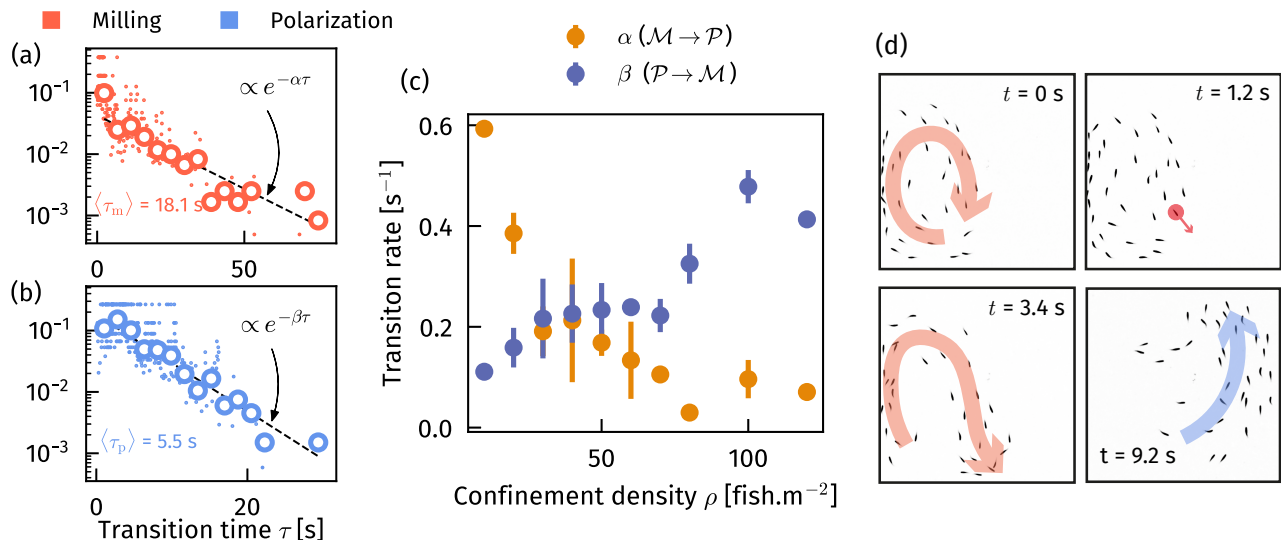 Milling
Polarization
(a)
10⁻¹
10⁻²
10⁻³
∝ e^{−ατ}
⟨τ_m⟩ = 18.1 s
0
50
(b)
10⁻¹
10⁻²
10⁻³
∝ e^{−βτ}
⟨τ_p⟩ = 5.5 s
0
20
Transition time τ [s]
α (ℳ → 𝒫)
β (𝒫 → ℳ)
(c)
Transiton rate [s⁻¹]
0.6
0.4
0.2
0.0
50
100
Confinement density ρ [fish.m⁻²]
(d)
t = 0 s
t = 1.2 s
t = 3.4 s
t = 9.2 s